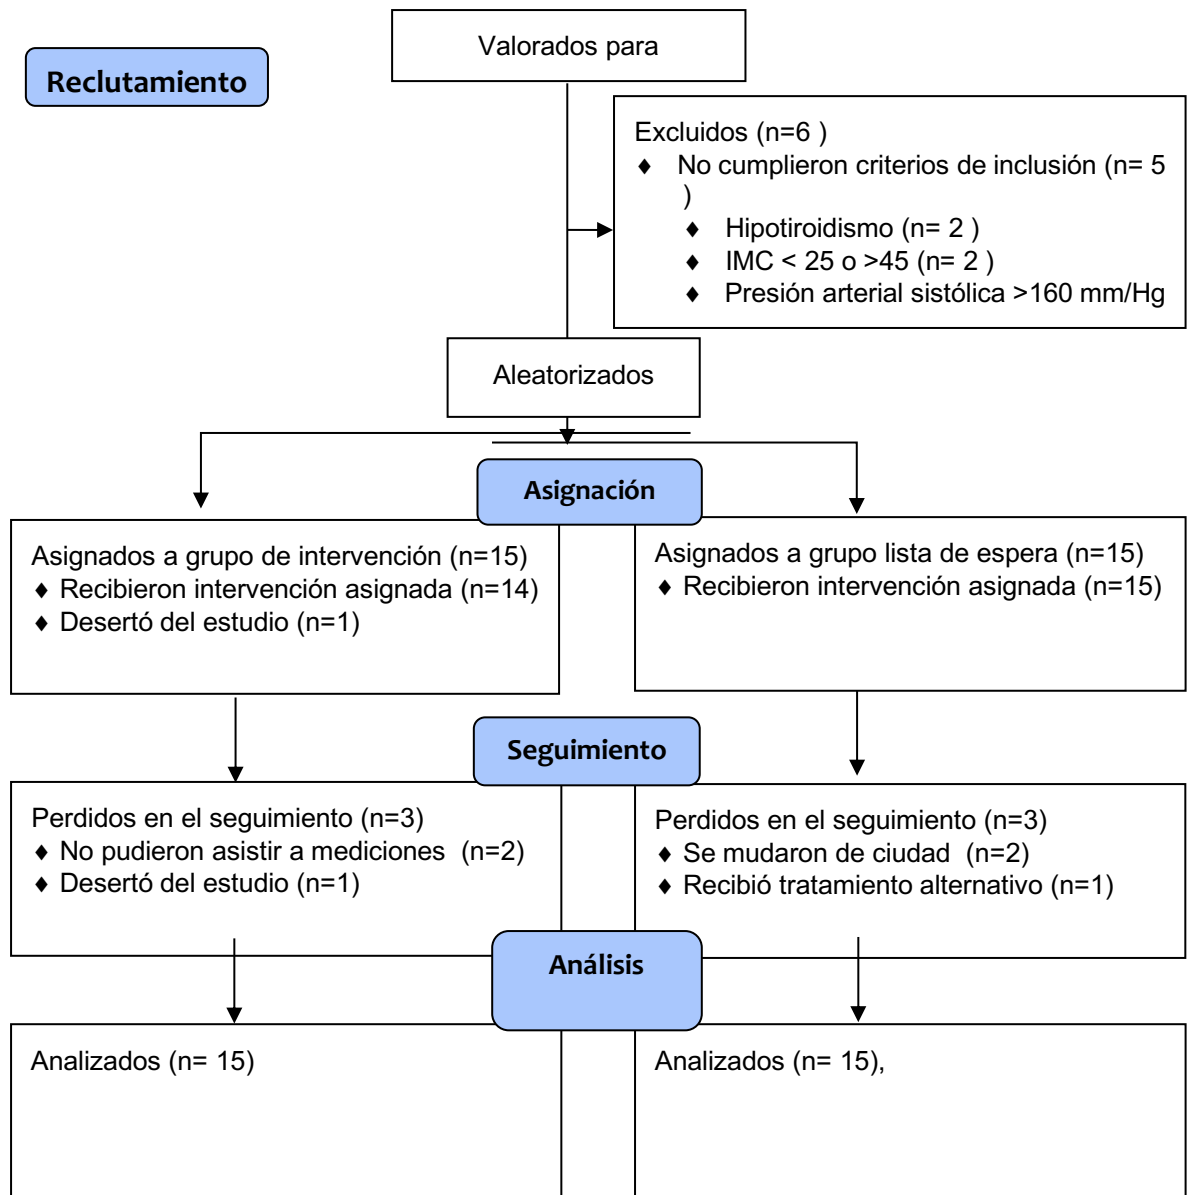 Valorados para
Reclutamiento
Excluidos (n=6 )
♦ No cumplieron criterios de inclusión (n= 5
)
♦ Hipotiroidismo (n= 2 )
♦ IMC < 25 o >45 (n= 2 )
♦ Presión arterial sistólica >160 mm/Hg
Aleatorizados
Asignación
Asignados a grupo de intervención (n=15)
♦ Recibieron intervención asignada (n=14)
♦ Desertó del estudio (n=1)
Asignados a grupo lista de espera (n=15)
♦ Recibieron intervención asignada (n=15)
Seguimiento
Perdidos en el seguimiento (n=3)
♦ No pudieron asistir a mediciones (n=2)
♦ Desertó del estudio (n=1)
Perdidos en el seguimiento (n=3)
♦ Se mudaron de ciudad (n=2)
♦ Recibió tratamiento alternativo (n=1)
Análisis
Analizados (n= 15)
Analizados (n= 15),